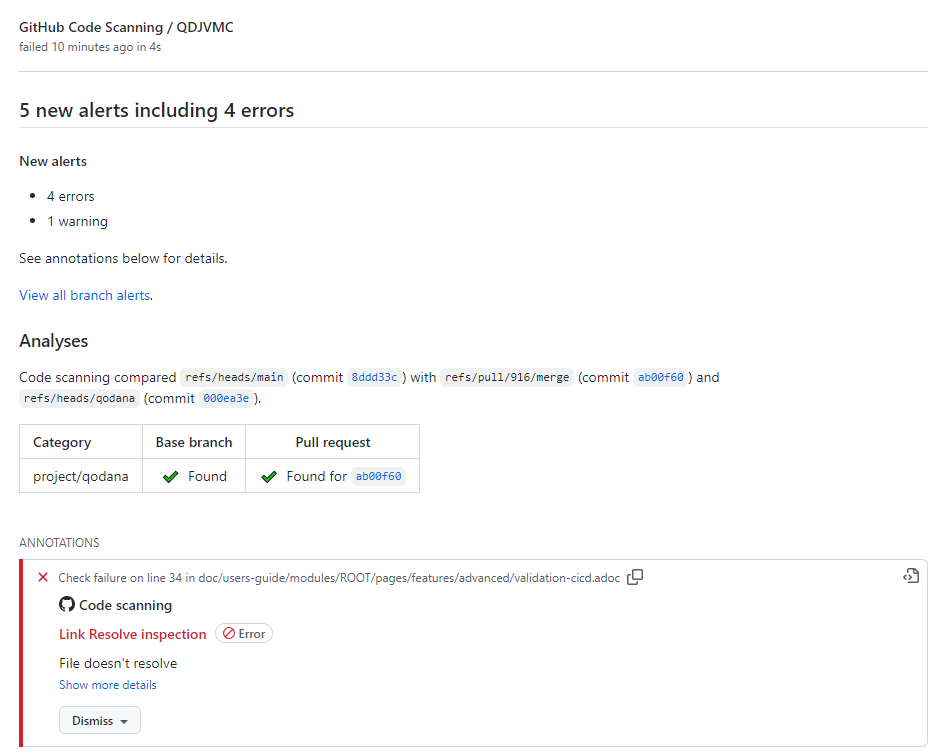 GitHub Code Scanning / QDJVMC
failed 10 minutes ago in 4s
5 new alerts including 4 errors
New alerts
• 4 errors
• 1 warning
See annotations below for details.
View all branch alerts.
Analyses
Code scanning compared refs/heads/main (commit 8ddd33c ) with refs/pull/916/merge (commit ab00f60 ) and
refs/heads/qodana (commit 000ea3e ).
Category Base branch Pull request
project/qodana ✔ Found ✔ Found for ab00f60
ANNOTATIONS
Check failure on line 34 in doc/users-guide/modules/ROOT/pages/features/advanced/validation-cicd.adoc
Code scanning
Link Resolve inspection Error
File doesn't resolve
Show more details
Dismiss